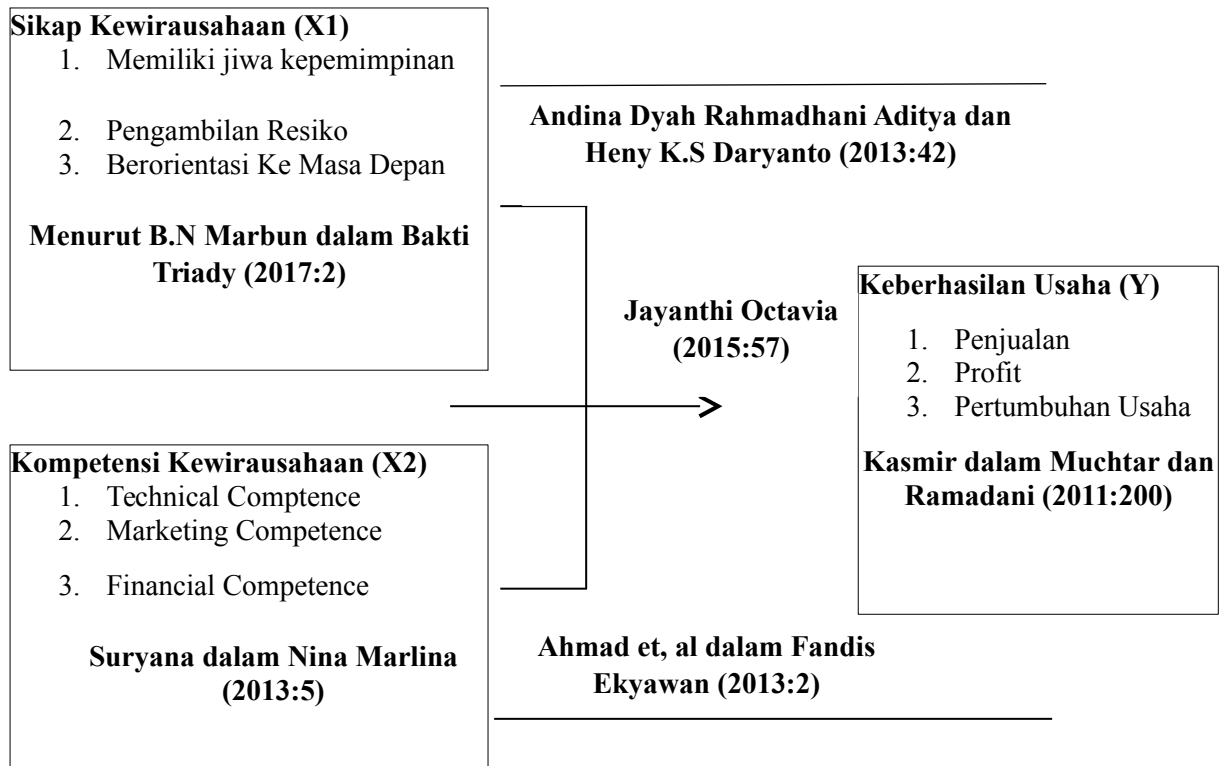 Sikap Kewirausahaan (X1)
1. Memiliki jiwa kepemimpinan
2. Pengambilan Resiko
3. Berorientasi Ke Masa Depan
Menurut B.N Marbun dalam Bakti
Triady (2017:2)
Andina Dyah Rahmadhani Aditya dan
Heny K.S Daryanto (2013:42)
Jayanthi Octavia
(2015:57)
Keberhasilan Usaha (Y)
1. Penjualan
2. Profit
3. Pertumbuhan Usaha
Kasmir dalam Muchtar dan
Ramadani (2011:200)
Kompetensi Kewirausahaan (X2)
1. Technical Comptence
2. Marketing Competence
3. Financial Competence
Suryana dalam Nina Marlina
(2013:5)
Ahmad et, al dalam Fandis
Ekyawan (2013:2)